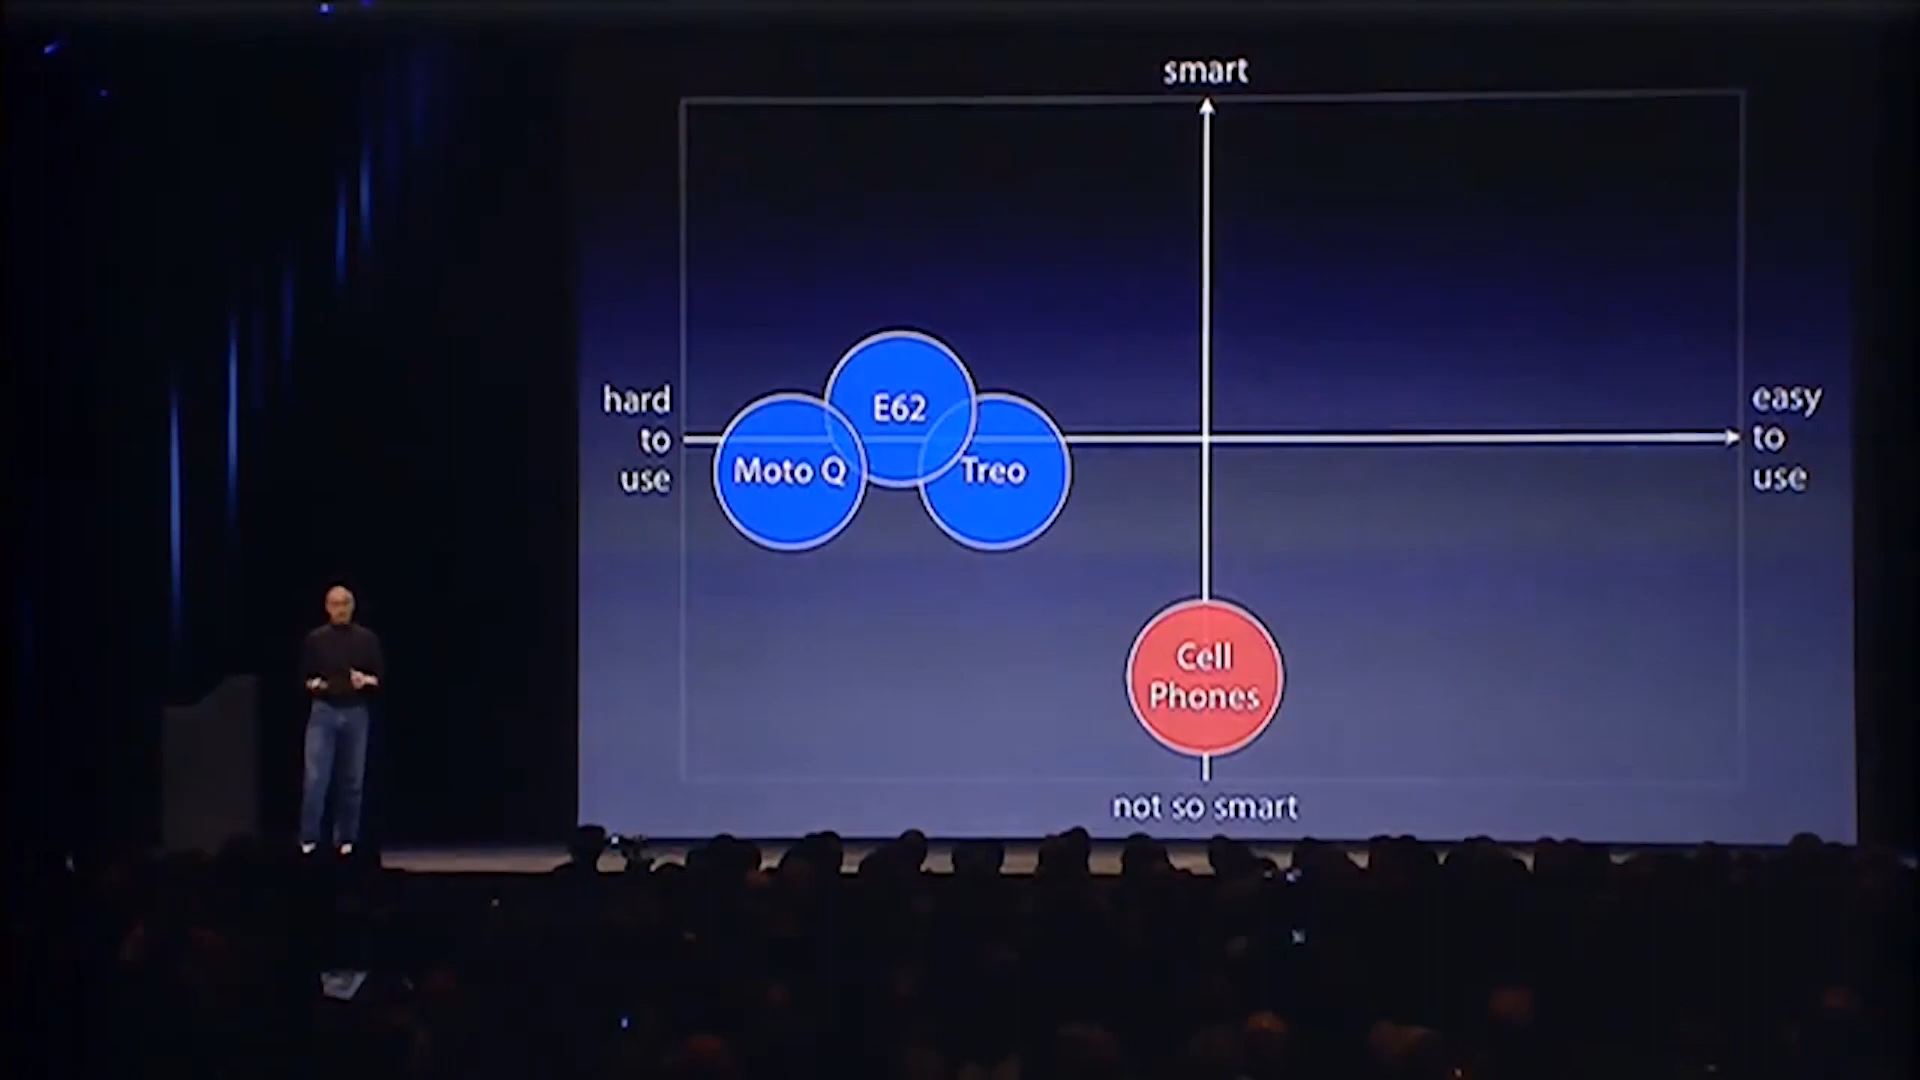 smart
hard
to
use
E62
Moto Q
Treo
easy
to
use
Cell
Phones
not so smart